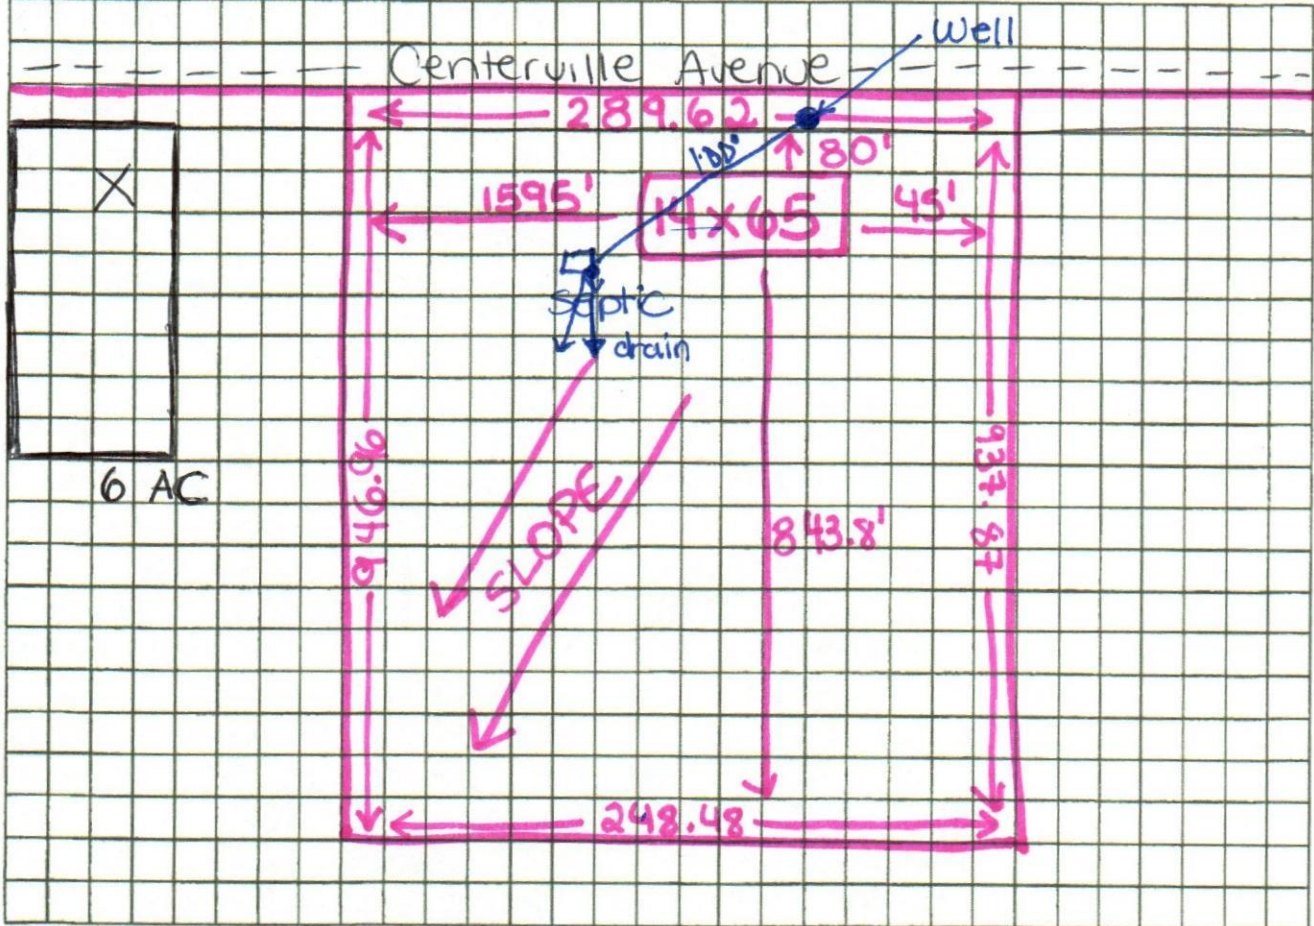 Well
Centerville Avenue
289.62
100'
80'
X
1595'
14x65
45'
Septic
drain
946.96
SLOPE
843.8'
937.87
6 AC
248.48